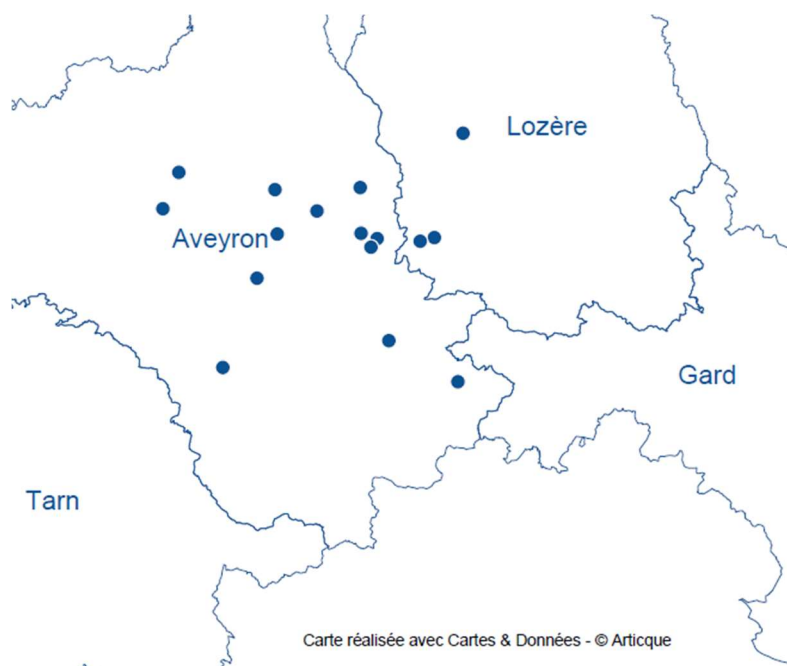 Lozère
Aveyron
Gard
Tarn
Carte réalisée avec Cartes & Données - © Articque